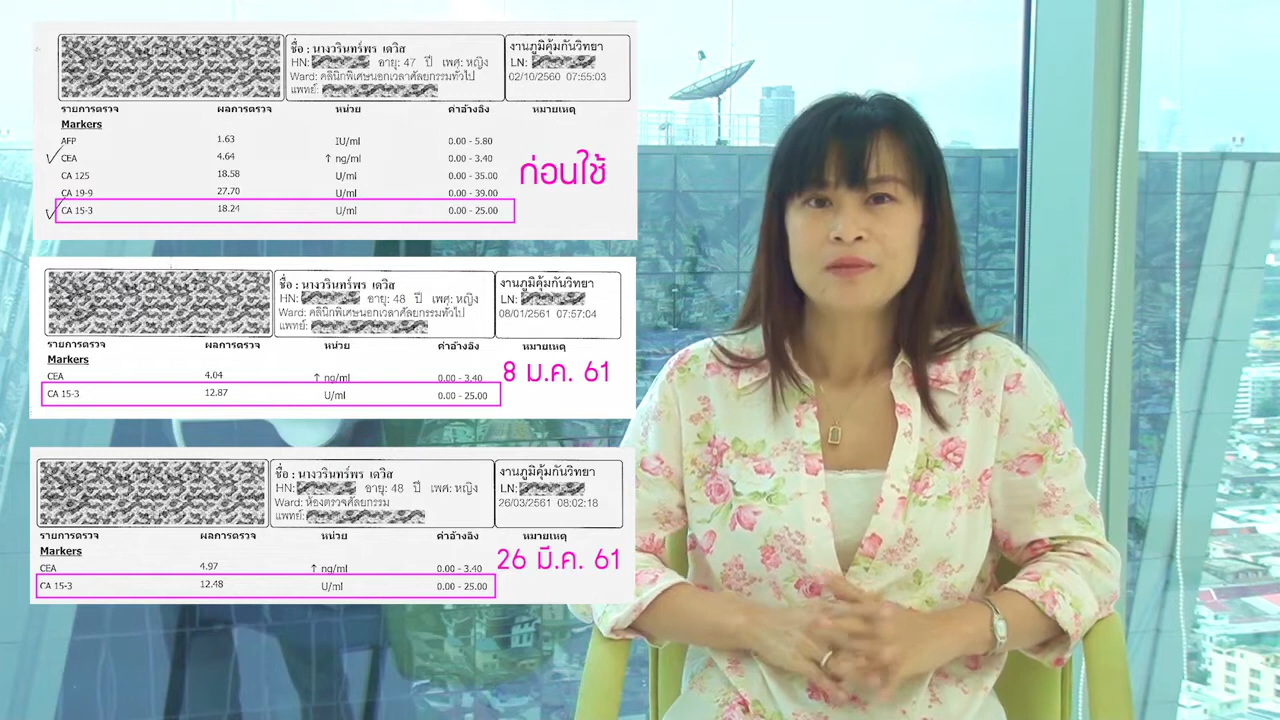 ชื่อ : นางวรินทร์พร เดวิส
HN: อายุ: 47 ปี เพศ: หญิง
Ward: คลินิกพิเศษนอกเวลาศัลยกรรมทั่วไป
แพทย์:
งานภูมิคุ้มกันวิทยา
LN:
02/10/2560 07:55:03
รายการตรวจ ผลการตรวจ หน่วย ค่าอ้างอิง หมายเหตุ
Markers
AFP 1.63 IU/ml 0.00 - 5.80
CEA 4.64 ↑ ng/ml 0.00 - 3.40
CA 125 18.58 U/ml 0.00 - 35.00
CA 19-9 27.70 U/ml 0.00 - 39.00
CA 15-3 18.24 U/ml 0.00 - 25.00
ก่อนใช้
ชื่อ : นางวรินทร์พร เดวิส
HN: อายุ: 48 ปี เพศ: หญิง
Ward: คลินิกพิเศษนอกเวลาศัลยกรรมทั่วไป
แพทย์:
งานภูมิคุ้มกันวิทยา
LN:
08/01/2561 07:57:04
รายการตรวจ ผลการตรวจ หน่วย ค่าอ้างอิง หมายเหตุ
Markers
CEA 4.04 ↑ ng/ml 0.00 - 3.40
CA 15-3 12.87 U/ml 0.00 - 25.00
8 ม.ค. 61
ชื่อ : นางวรินทร์พร เดวิส
HN: อายุ: 48 ปี เพศ: หญิง
Ward: ห้องตรวจศัลยกรรม
แพทย์:
งานภูมิคุ้มกันวิทยา
LN:
26/03/2561 08:02:18
รายการตรวจ ผลการตรวจ หน่วย ค่าอ้างอิง หมายเหตุ
Markers
CEA 4.97 ↑ ng/ml 0.00 - 3.40
CA 15-3 12.48 U/ml 0.00 - 25.00
26 มี.ค. 61